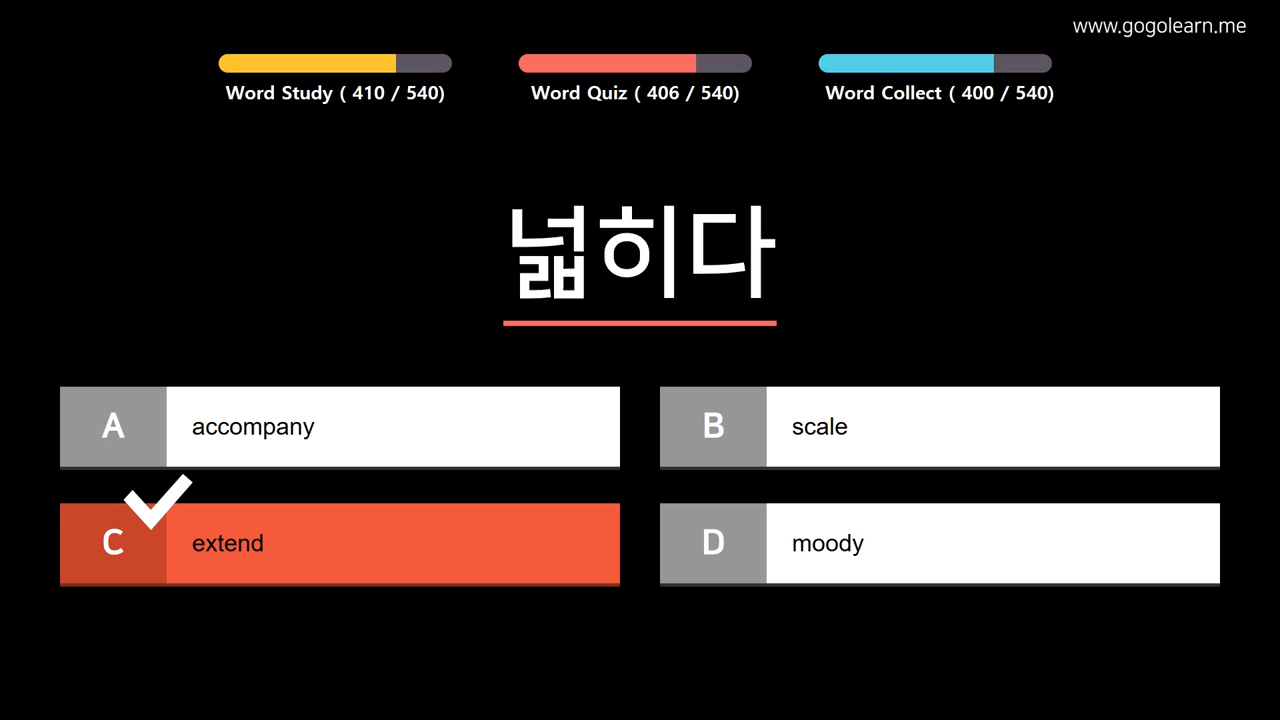 www.gogolearn.me
Word Study ( 410 / 540)
Word Quiz ( 406 / 540)
Word Collect ( 400 / 540)
넓히다
A accompany
B scale
C extend
D moody